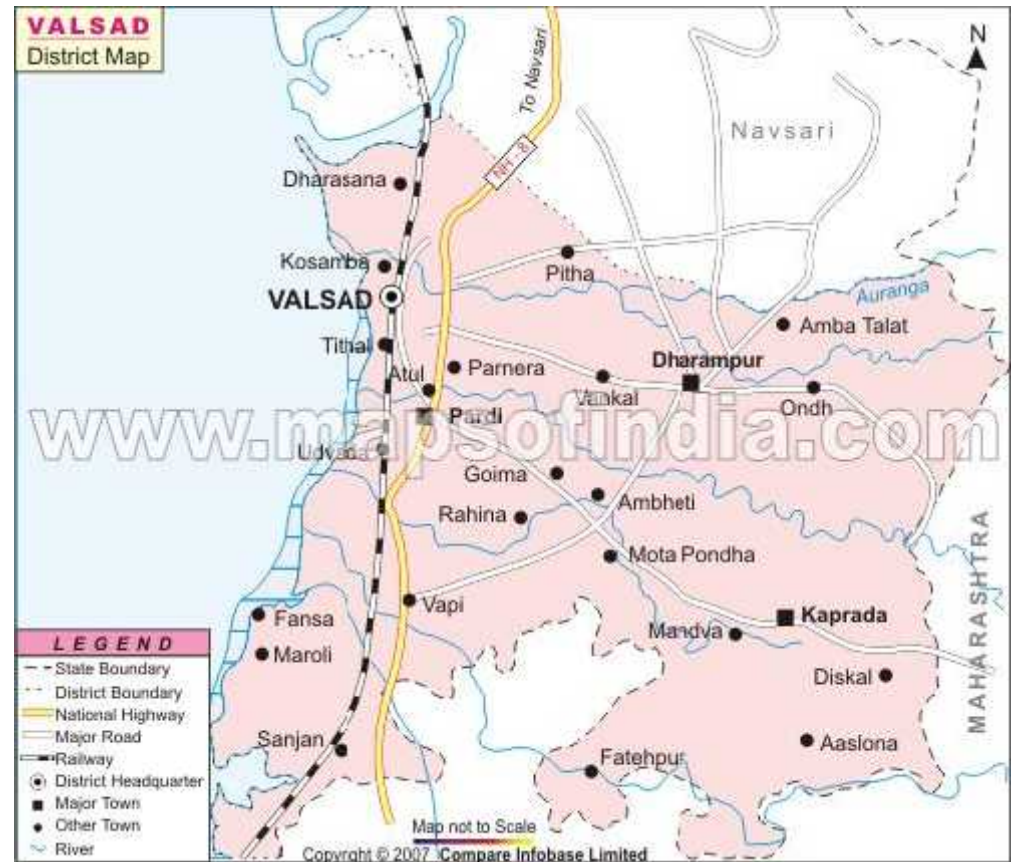 VALSAD
District Map
N
To Navsari
Navsari
NH - 8
Dharasana
Kosamba
Pitha
VALSAD
Auranga
Amba Talat
Tithal
Parnera
Dharampur
Atul
Vankal
Ondh
Pardi
www.mapsofindia.com
Udvada
Goima
Ambheti
Rahina
Mota Pondha
MAHARASHTRA
Vapi
Fansa
Kaprada
Mandva
Maroli
Diskal
Sanjan
Aaslona
Fatehpur
LEGEND
State Boundary
District Boundary
National Highway
Major Road
Railway
District Headquarter
Major Town
Other Town
River
Map not to Scale
Copyright © 2007 Compare Infobase Limited